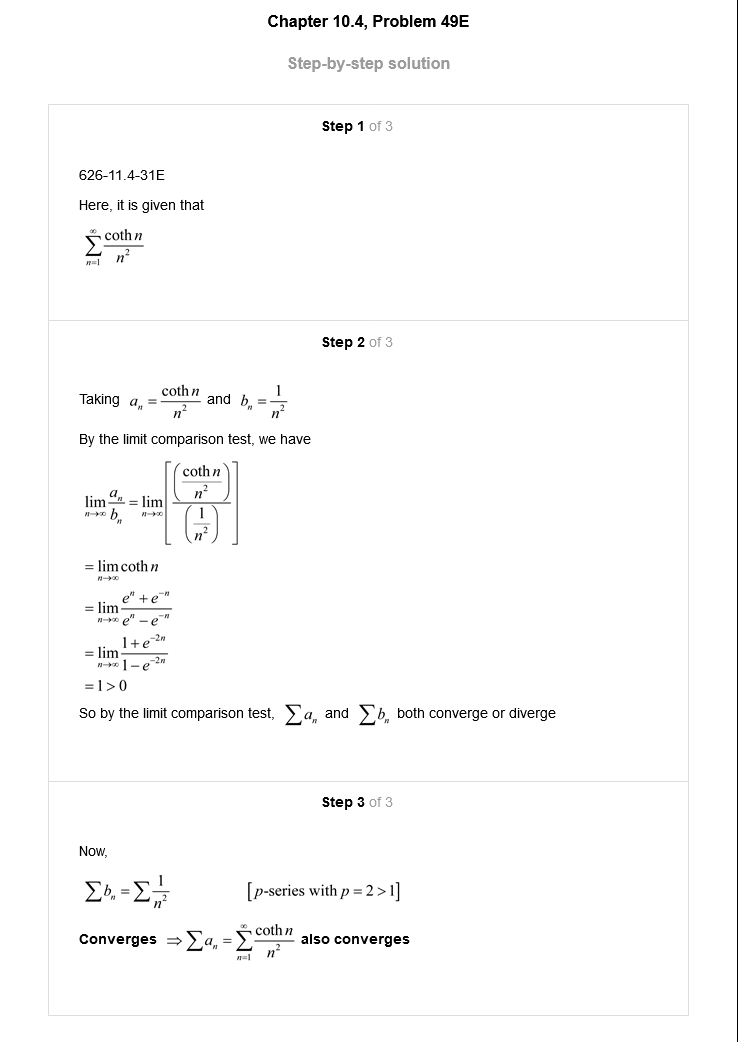 Chapter 10.4, Problem 49E
Step-by-step solution
Step 1 of 3
626-11.4-31E
Here, it is given that
$\sum_{n=1}^{\infty} \frac{\coth n}{n^2}$
Step 2 of 3
Taking $a_n = \frac{\coth n}{n^2}$ and $b_n = \frac{1}{n^2}$
By the limit comparison test, we have
$\lim_{n \to \infty} \frac{a_n}{b_n} = \lim_{n \to \infty} \left[ \frac{\left( \frac{\coth n}{n^2} \right)}{\left( \frac{1}{n^2} \right)} \right]$
$= \lim_{n \to \infty} \coth n$
$= \lim_{n \to \infty} \frac{e^n + e^{-n}}{e^n - e^{-n}}$
$= \lim_{n \to \infty} \frac{1 + e^{-2n}}{1 - e^{-2n}}$
$= 1 > 0$
So by the limit comparison test, $\sum a_n$ and $\sum b_n$ both converge or diverge
Step 3 of 3
Now,
$\sum b_n = \sum \frac{1}{n^2}$ [p-series with p = 2 > 1]
Converges $\Rightarrow \sum a_n = \sum_{n=1}^{\infty} \frac{\coth n}{n^2}$ also converges